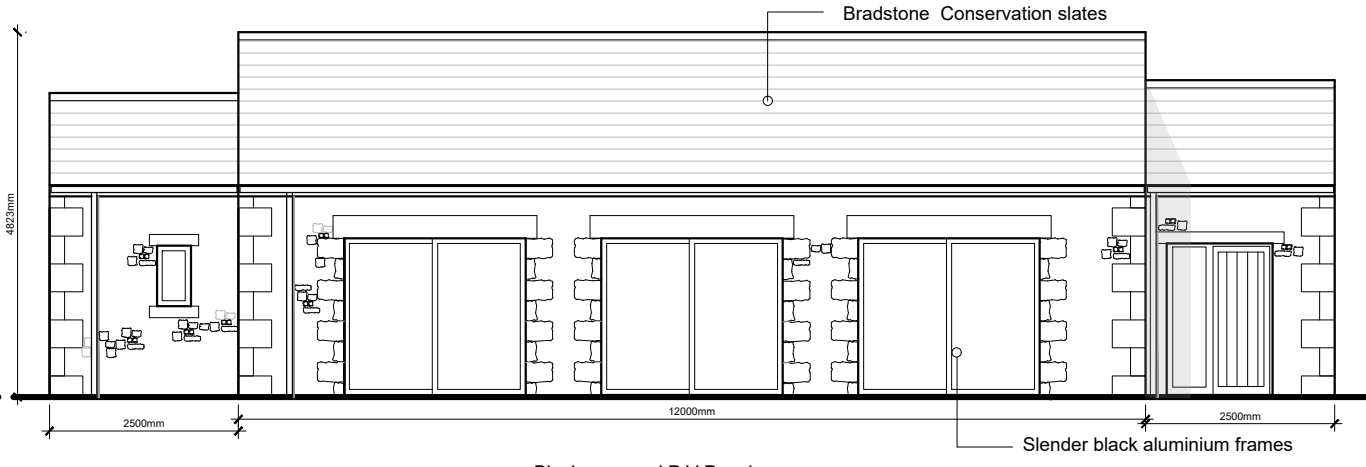 Bradstone Conservation slates
4823mm
12000mm
2500mm
2500mm
Slender black aluminium frames